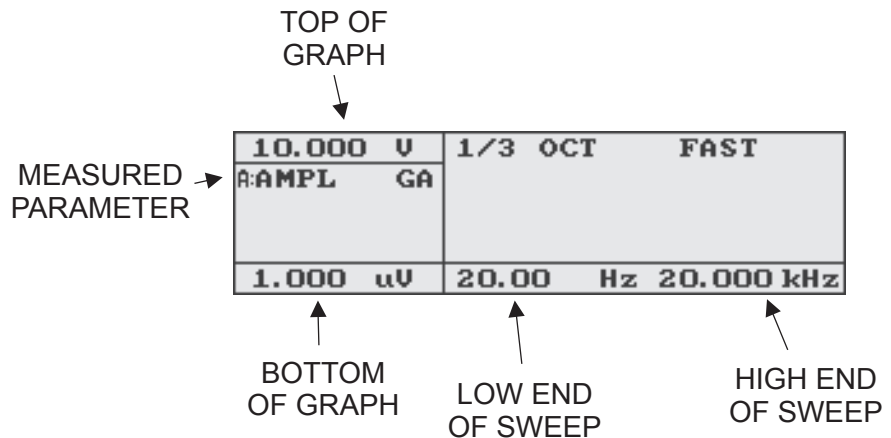 TOP OF
GRAPH
MEASURED
PARAMETER
10.000 V
1/3 OCT FAST
A:AMPL GA
1.000 uV
20.00 Hz 20.000 kHz
BOTTOM
OF GRAPH
LOW END
OF SWEEP
HIGH END
OF SWEEP